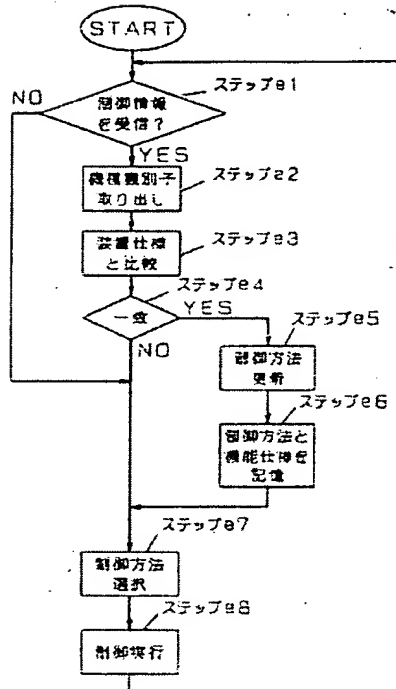 START
ステップe1
NO
制御情報
を受信?
YES
ステップe2
機種識別子
取り出し
ステップe3
装置仕様
と比較
ステップe4
一致
YES
NO
ステップe5
制御方法
更新
ステップe6
制御方法と
機能仕様を
記憶
ステップe7
制御方法
選択
ステップe8
制御実行